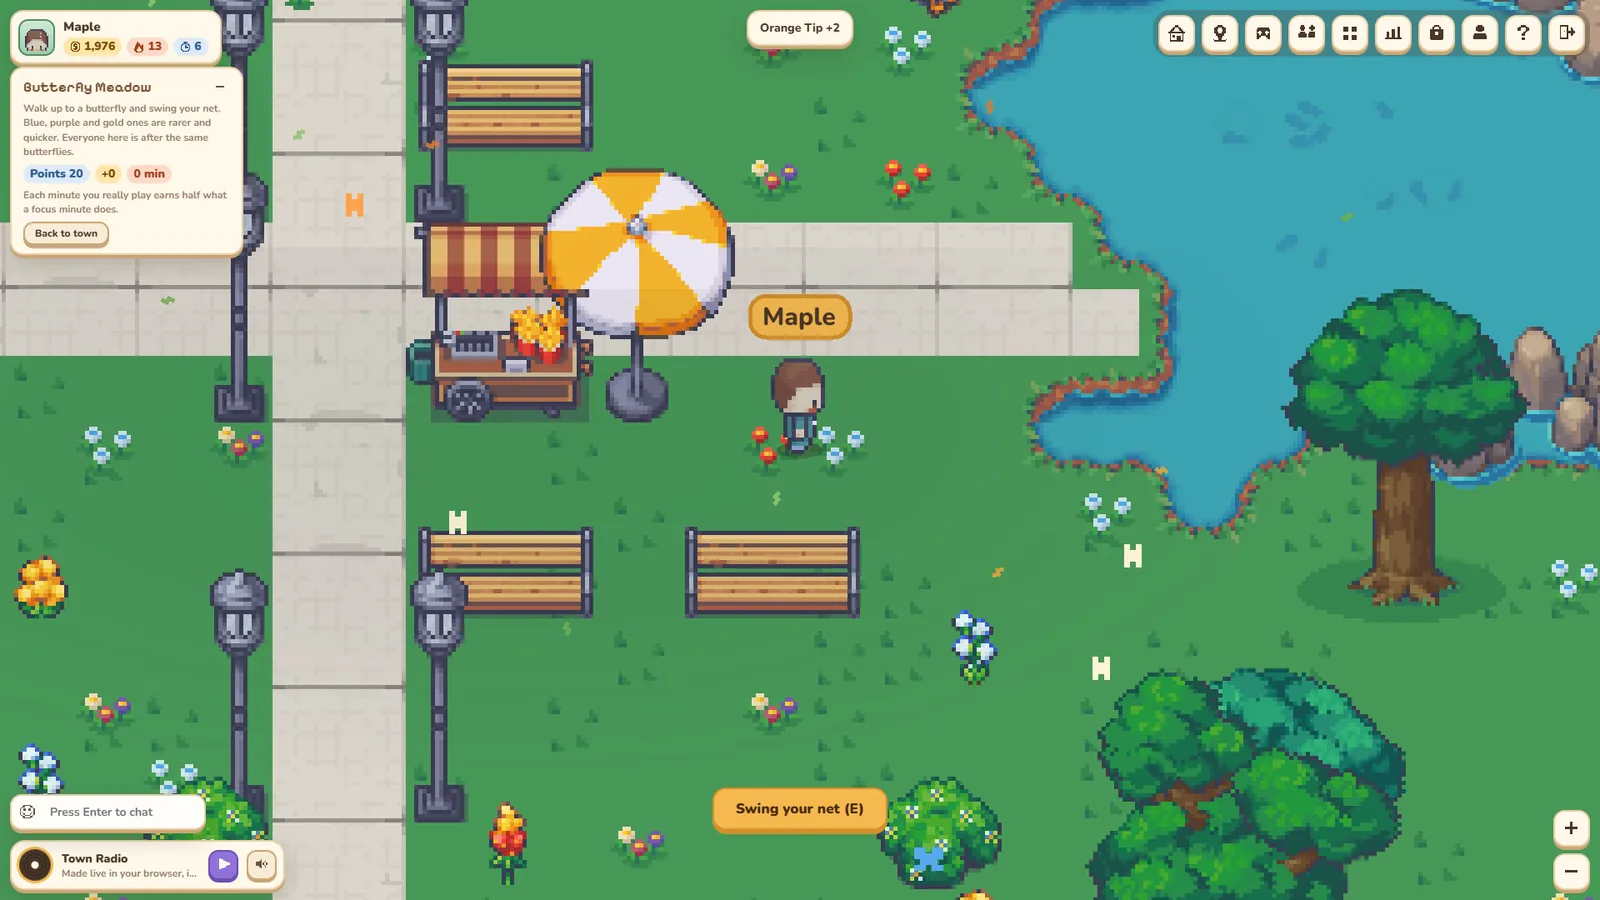 Maple
1,976 13 6
Orange Tip +2
Butterfly Meadow
Walk up to a butterfly and swing your net.
Blue, purple and gold ones are rarer and
quicker. Everyone here is after the same
butterflies.
Points 20 +0 0 min
Each minute you really play earns half what
a focus minute does.
Back to town
Maple
Swing your net (E)
Press Enter to chat
Town Radio
Made live in your browser, i...